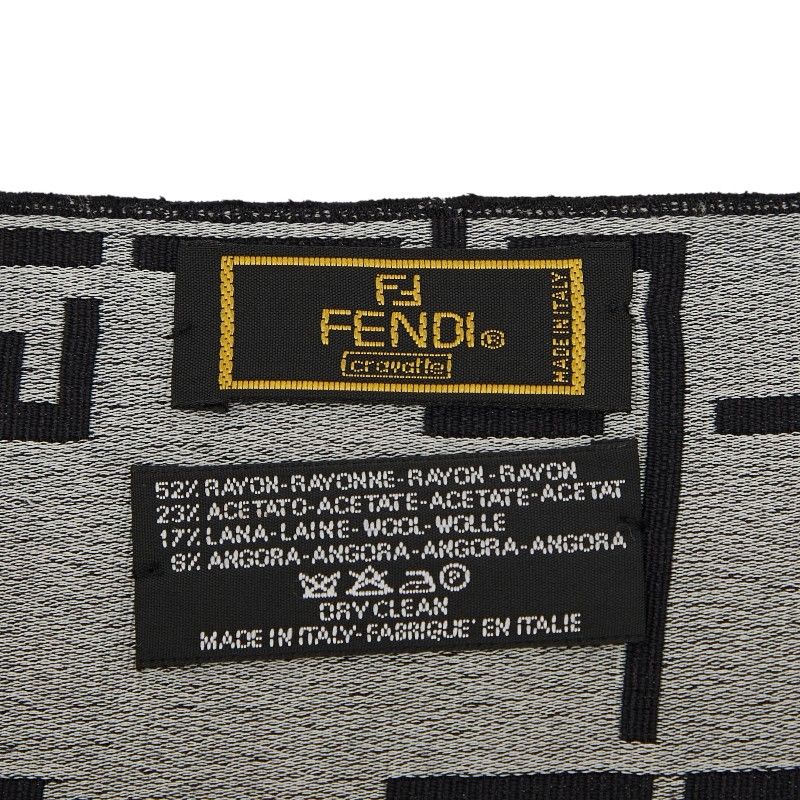 FF
FENDI®
cravatte
MADE IN ITALY
52% RAYON-RAYONNE-RAYON-RAYON
23% ACETATO-ACETATE-ACETATE-ACETAT
17% LANA-LAINE-WOOL-WOLLE
8% ANGORA-ANGORA-ANGORA-ANGORA
P
DRY CLEAN
MADE IN ITALY-FABRIQUE' EN ITALIE